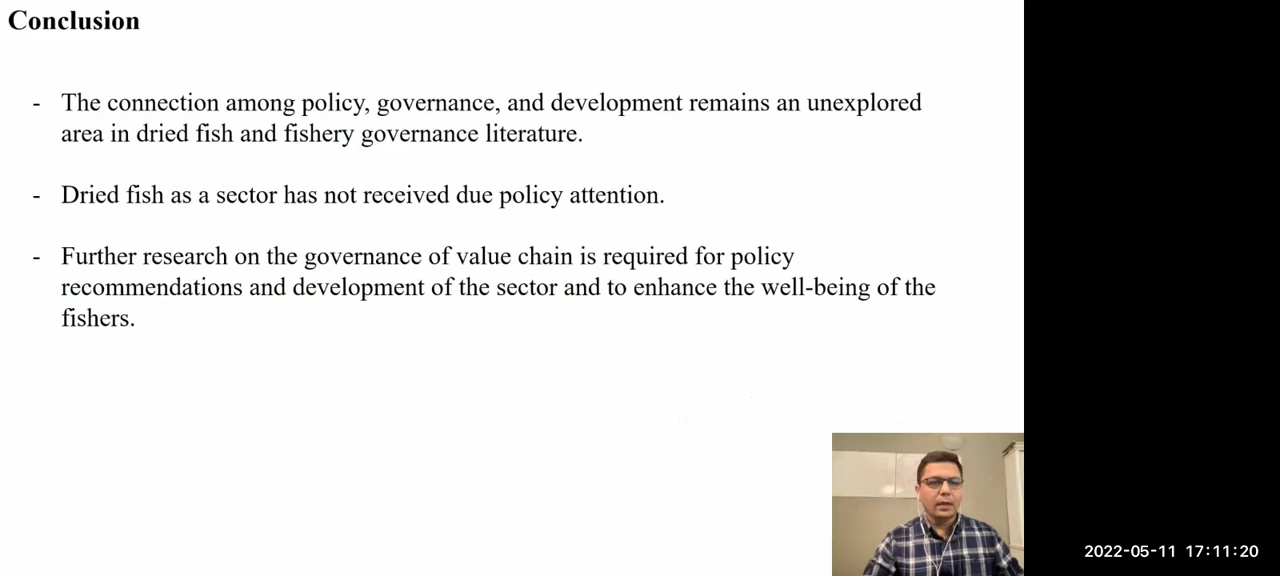 Conclusion
- The connection among policy, governance, and development remains an unexplored
area in dried fish and fishery governance literature.
- Dried fish as a sector has not received due policy attention.
- Further research on the governance of value chain is required for policy
recommendations and development of the sector and to enhance the well-being of the
fishers.
2022-05-11 17:11:20